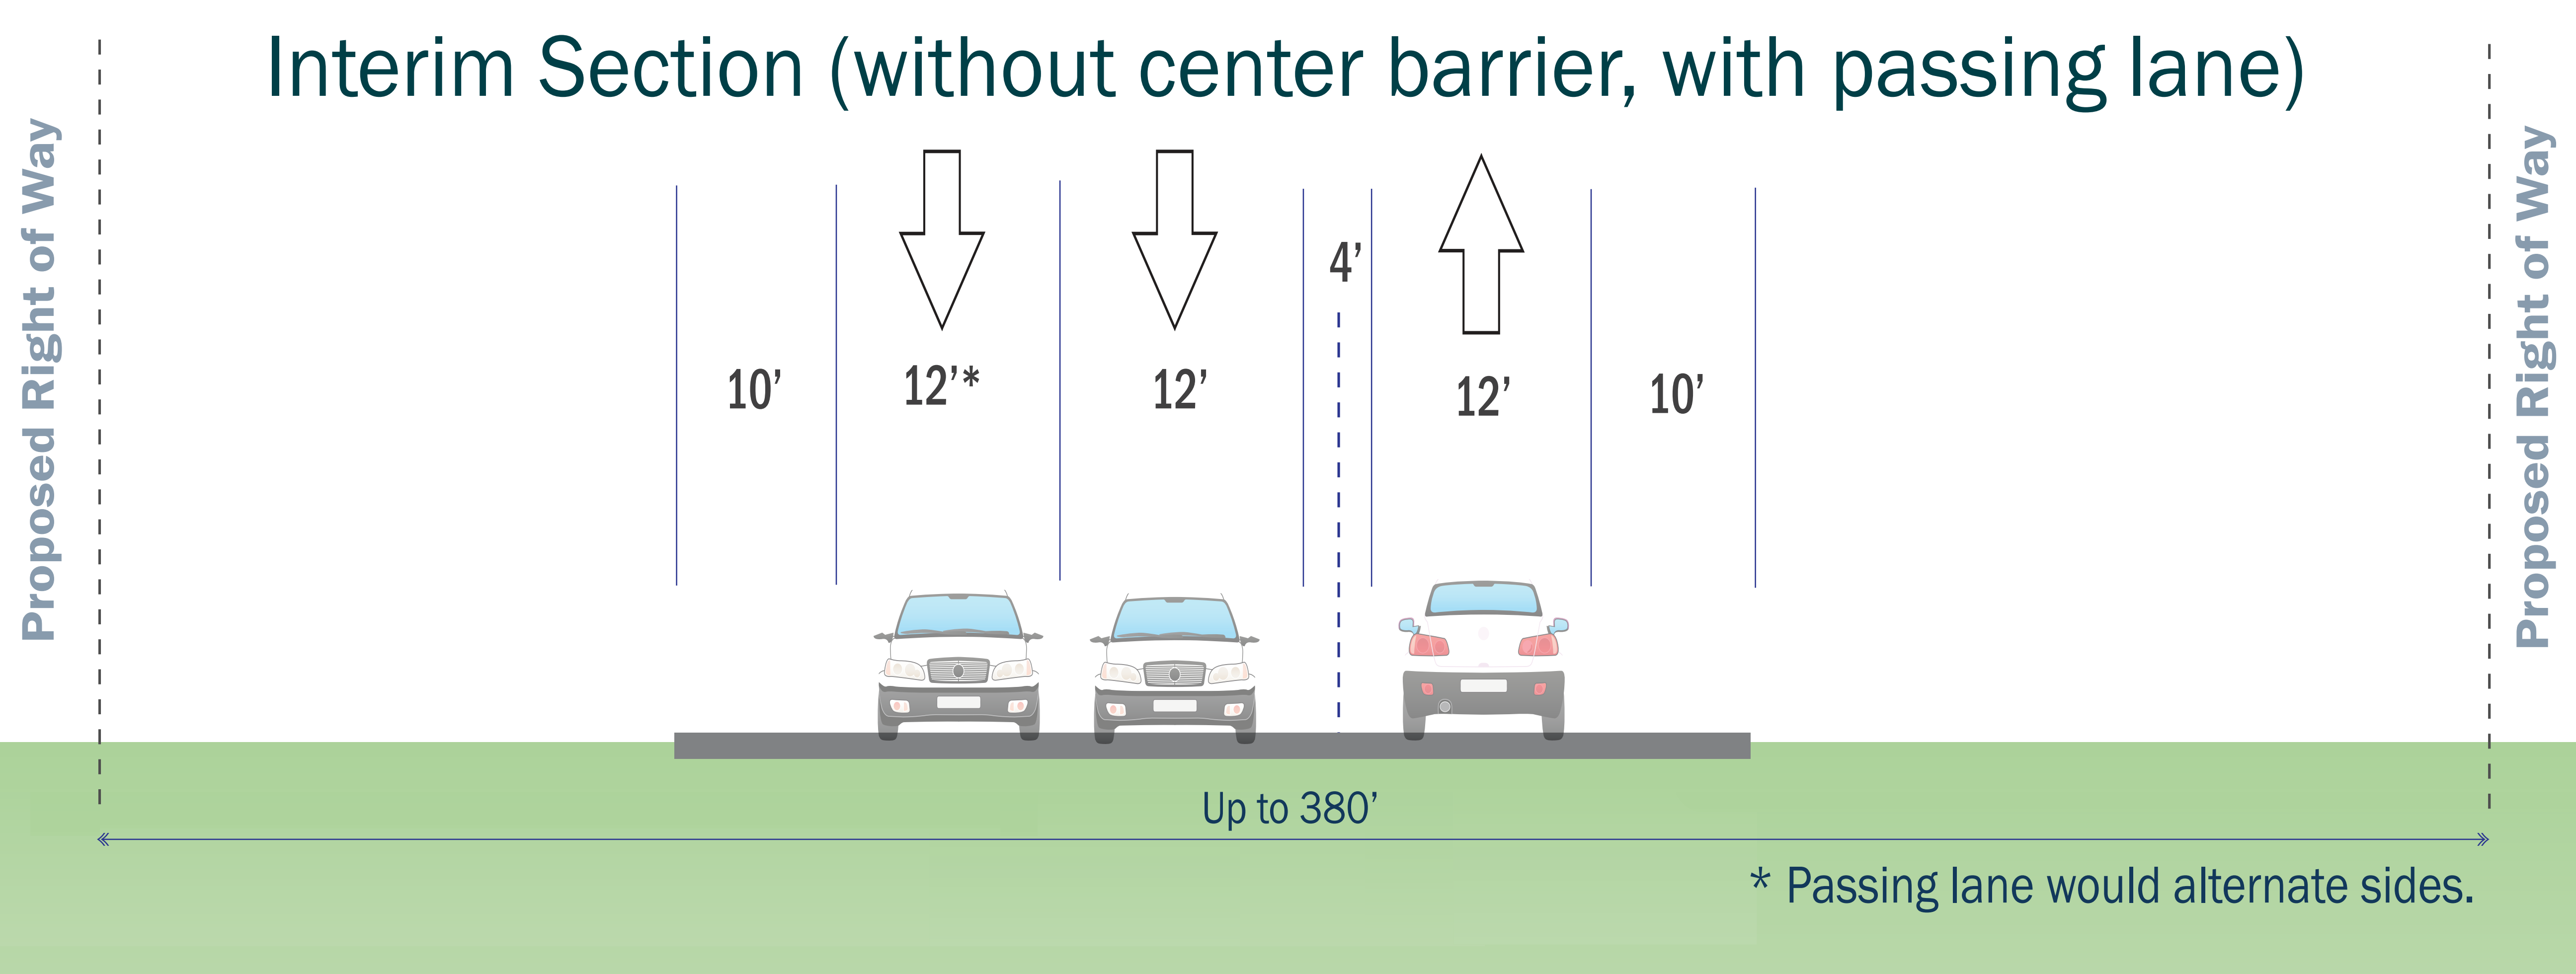 Interim Section (without center barrier, with passing lane)
Proposed Right of Way
10’
12’*
12’
4’
12’
10’
Proposed Right of Way
Up to 380’
* Passing lane would alternate sides.